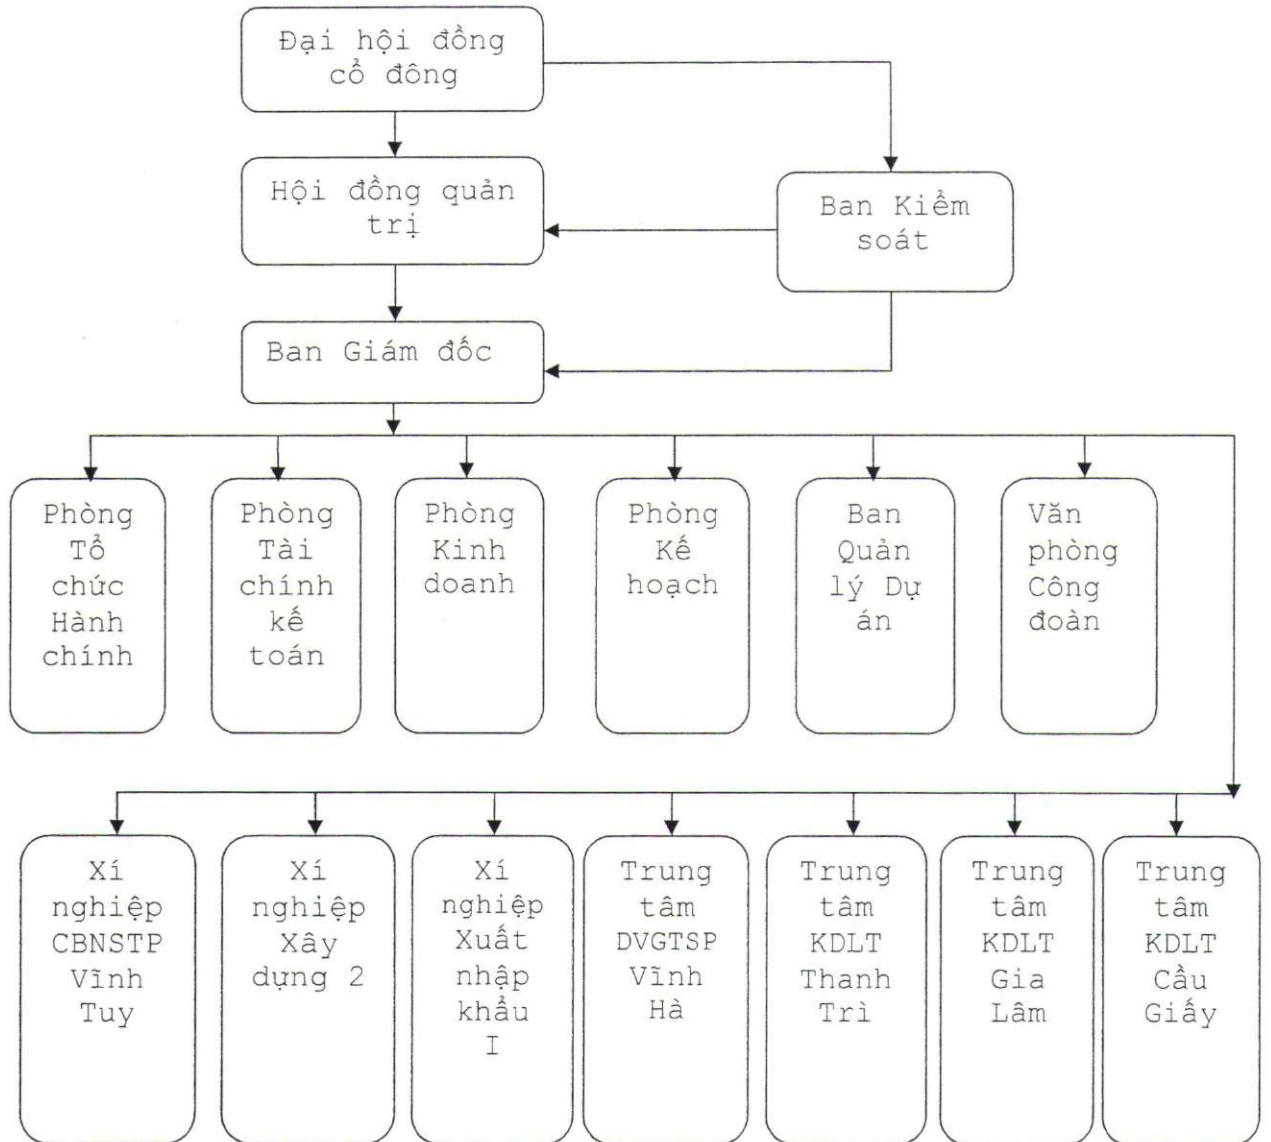 Đại hội đồng
cổ đông
Hội đồng quản
trị
Ban Kiểm
soát
Ban Giám đốc
Phòng
Tổ
chức
Hành
chính
Phòng
Tài
chính
kế
toán
Phòng
Kinh
doanh
Phòng
Kế
hoạch
Ban
Quản
lý Dự
án
Văn
phòng
Công
đoàn
Xí
nghiệp
CBNSTP
Vĩnh
Tuy
Xí
nghiệp
Xây
dựng 2
Xí
nghiệp
Xuất
nhập
khẩu
I
Trung
tâm
DVGTSP
Vĩnh
Hà
Trung
tâm
KDLT
Thanh
Trì
Trung
tâm
KDLT
Gia
Lâm
Trung
tâm
KDLT
Cầu
Giấy